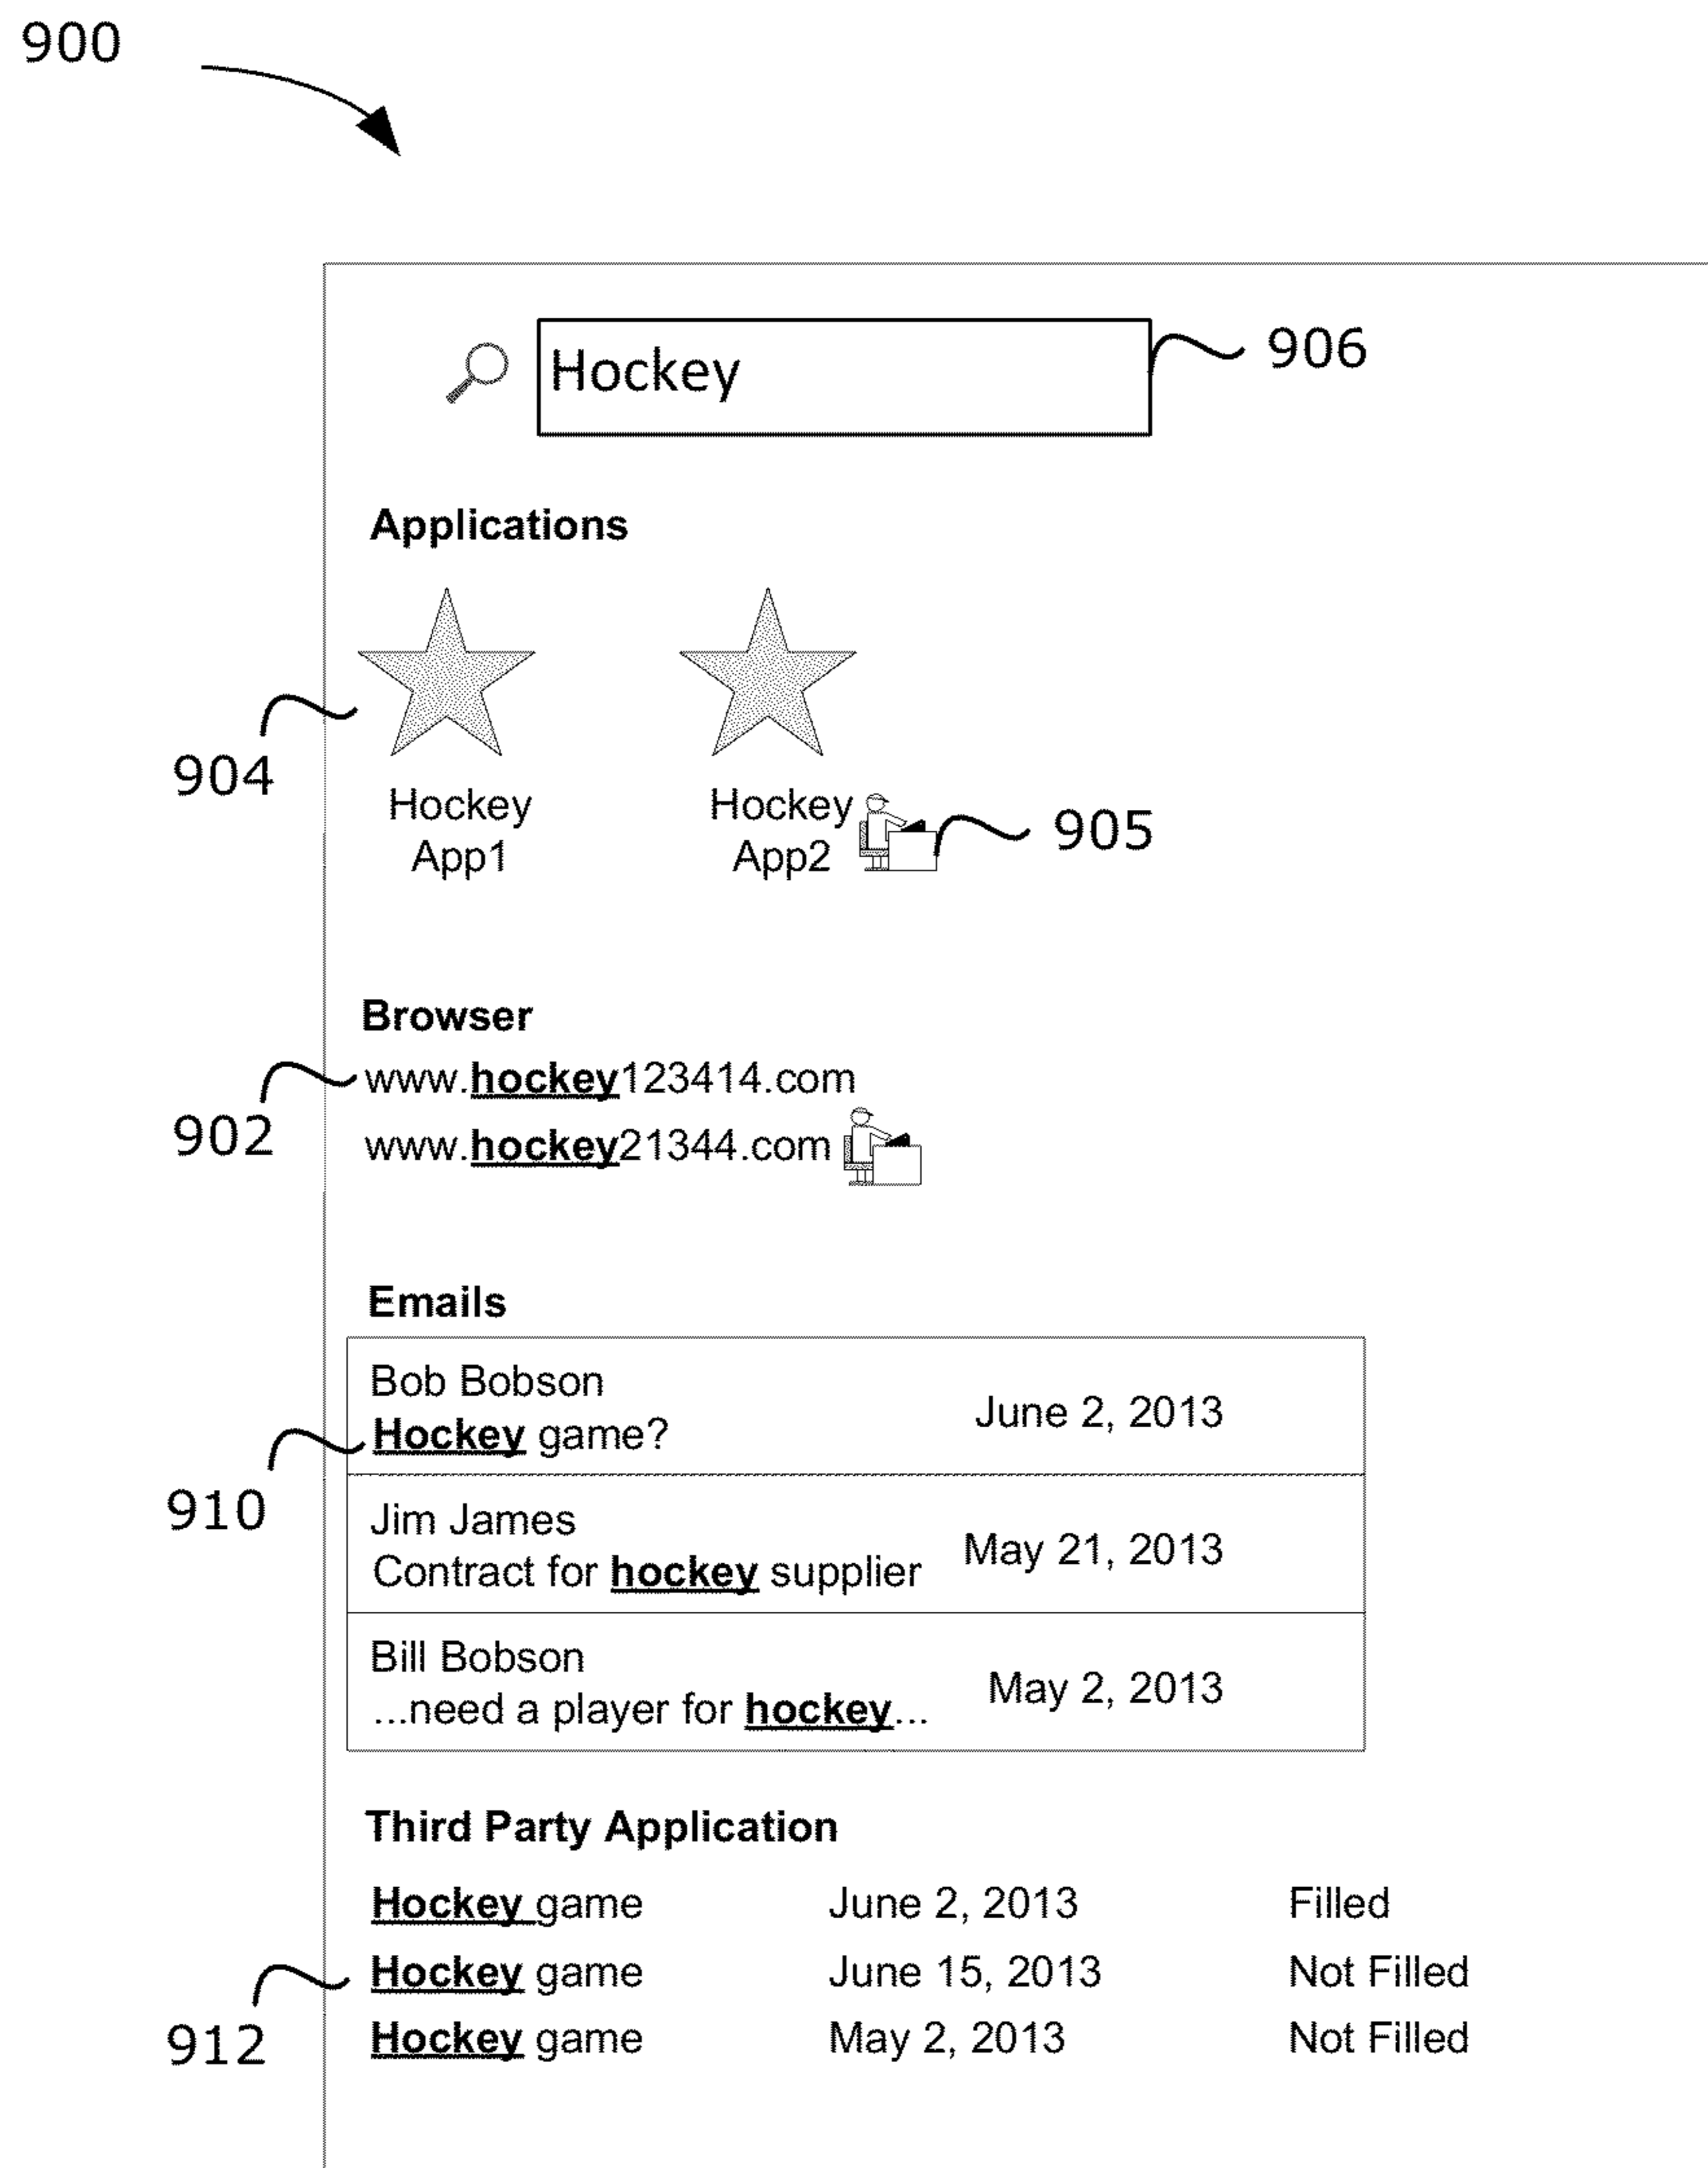 900
Hockey
906
Applications
904
Hockey App1
Hockey App2
905
Browser
www.hockey123414.com
902
www.hockey21344.com
Emails
Bob Bobson
Hockey game?
June 2, 2013
910
Jim James
Contract for hockey supplier
May 21, 2013
Bill Bobson
...need a player for hockey...
May 2, 2013
Third Party Application
Hockey game June 2, 2013 Filled
Hockey game June 15, 2013 Not Filled
912
Hockey game May 2, 2013 Not Filled